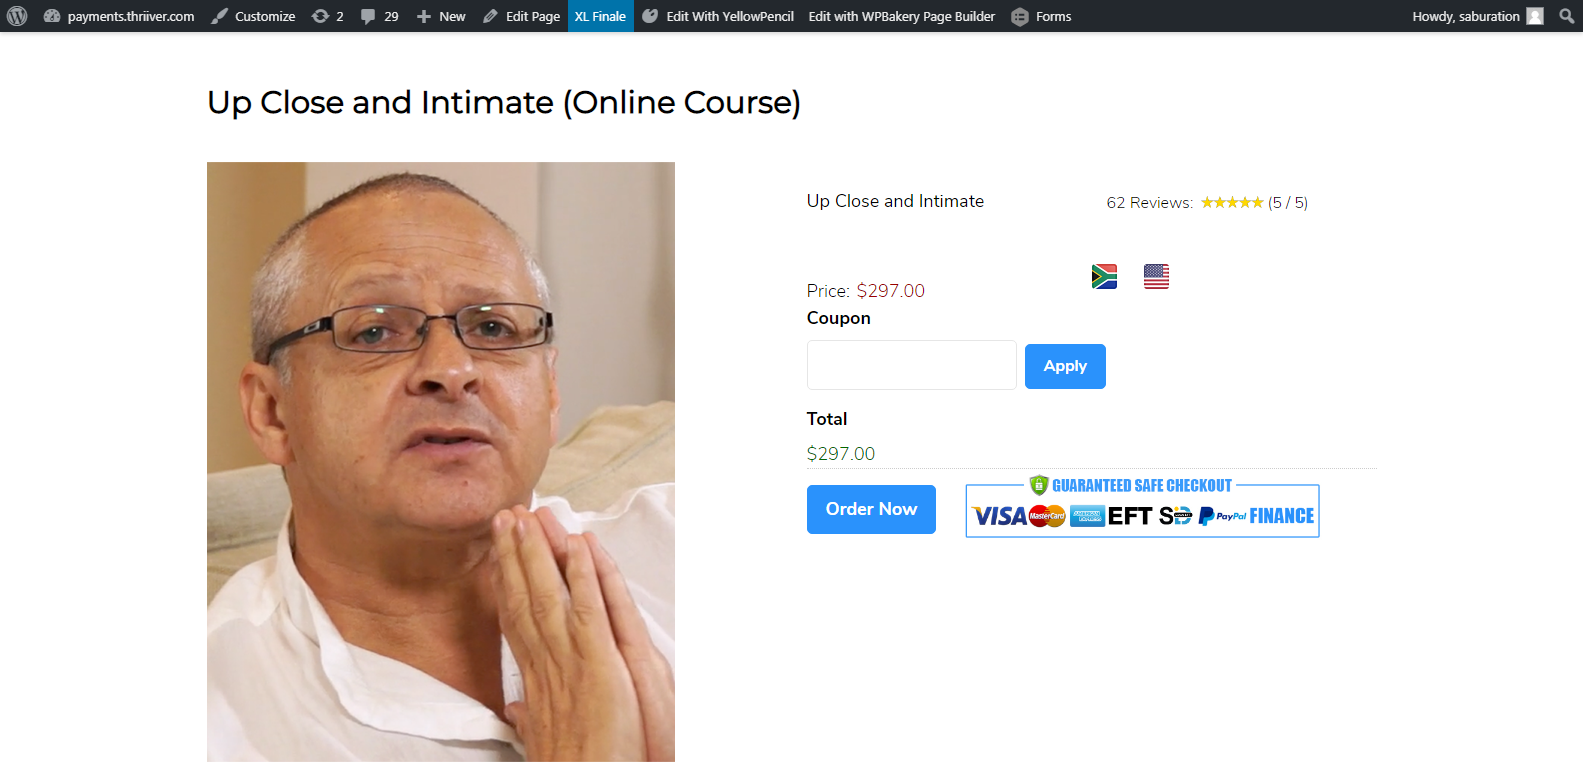 payments.thriiver.com Customize 2 29 New Edit Page XL Finale Edit With YellowPencil Edit with WPBakery Page Builder Forms Howdy, saburation
Up Close and Intimate (Online Course)
Up Close and Intimate
62 Reviews: (5 / 5)
Price: $297.00
Coupon
Apply
Total
$297.00
Order Now
GUARANTEED SAFE CHECKOUT
VISA MasterCard AMERICAN EXPRESS EFT SiD PayPal FINANCE